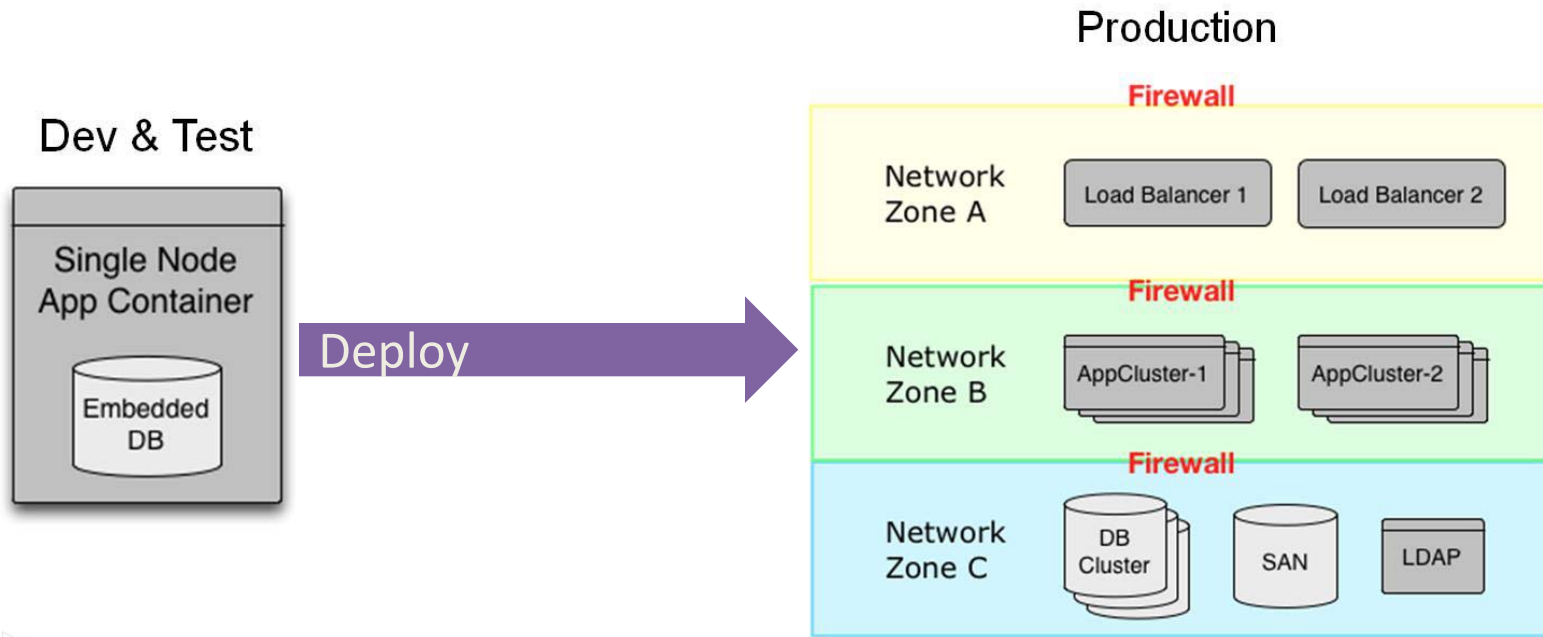 Production
Dev & Test
Single Node
App Container
Embedded
DB
Deploy
Firewall
Network
Zone A
Load Balancer 1
Load Balancer 2
Firewall
Network
Zone B
AppCluster-1
AppCluster-2
Firewall
Network
Zone C
DB
Cluster
SAN
LDAP